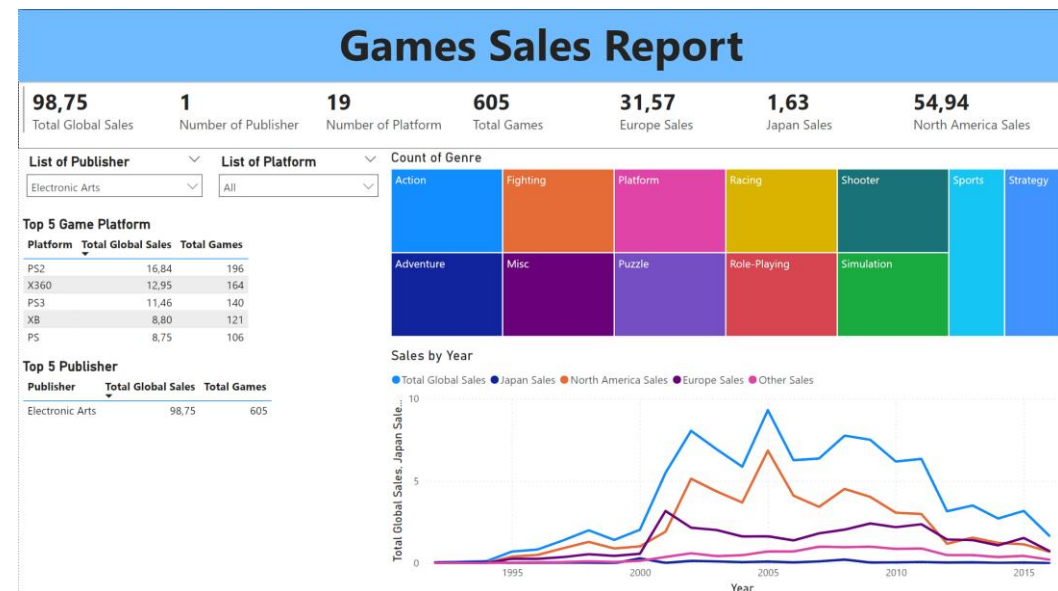 Games Sales Report
98,75 1 19 605 31,57 1,63 54,94
Total Global Sales Number of Publisher Number of Platform Total Games Europe Sales Japan Sales North America Sales
List of Publisher List of Platform
Electronic Arts All
Top 5 Game Platform
Platform Total Global Sales Total Games
PS2 16,84 196
X360 12,95 164
PS3 11,46 140
XB 8,80 121
PS 8,75 106
Top 5 Publisher
Publisher Total Global Sales Total Games
Electronic Arts 98,75 605
Count of Genre
Action Fighting Platform Racing Shooter Sports Strategy
Adventure Misc Puzzle Role-Playing Simulation
Sales by Year
Total Global Sales Japan Sales North America Sales Europe Sales Other Sales
Total Global Sales, Japan Sale...
10
5
0
1995 2000 2005 2010 2015
Year